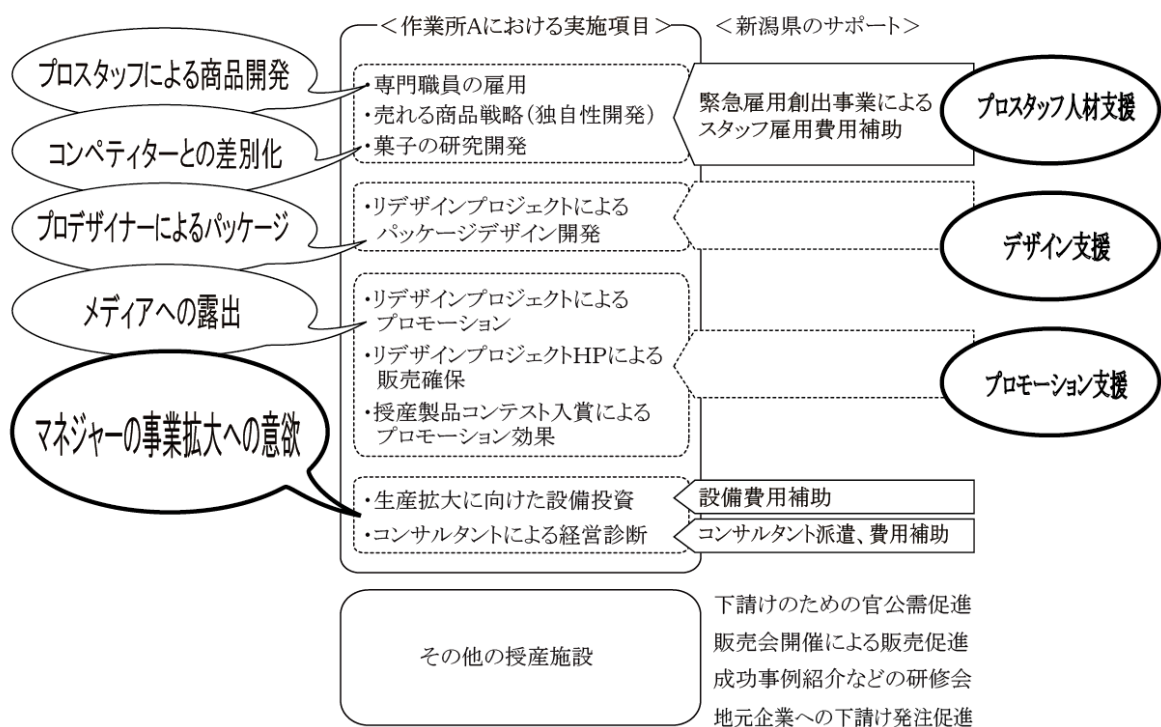 ＜作業所Aにおける実施項目＞
＜新潟県のサポート＞
プロスタッフによる商品開発
コンペティターとの差別化
プロデザイナーによるパッケージ
メディアへの露出
マネジャーの事業拡大への意欲
・専門職員の雇用
・売れる商品戦略（独自性開発）
・菓子の研究開発
・リデザインプロジェクトによる
パッケージデザイン開発
・リデザインプロジェクトによる
プロモーション
・リデザインプロジェクトHPによる
販売確保
・授産製品コンテスト入賞による
プロモーション効果
・生産拡大に向けた設備投資
・コンサルタントによる経営診断
緊急雇用創出事業による
スタッフ雇用費用補助
設備費用補助
コンサルタント派遣、費用補助
プロスタッフ人材支援
デザイン支援
プロモーション支援
その他の授産施設
下請けのための官公需促進
販売会開催による販売促進
成功事例紹介などの研修会
地元企業への下請け発注促進